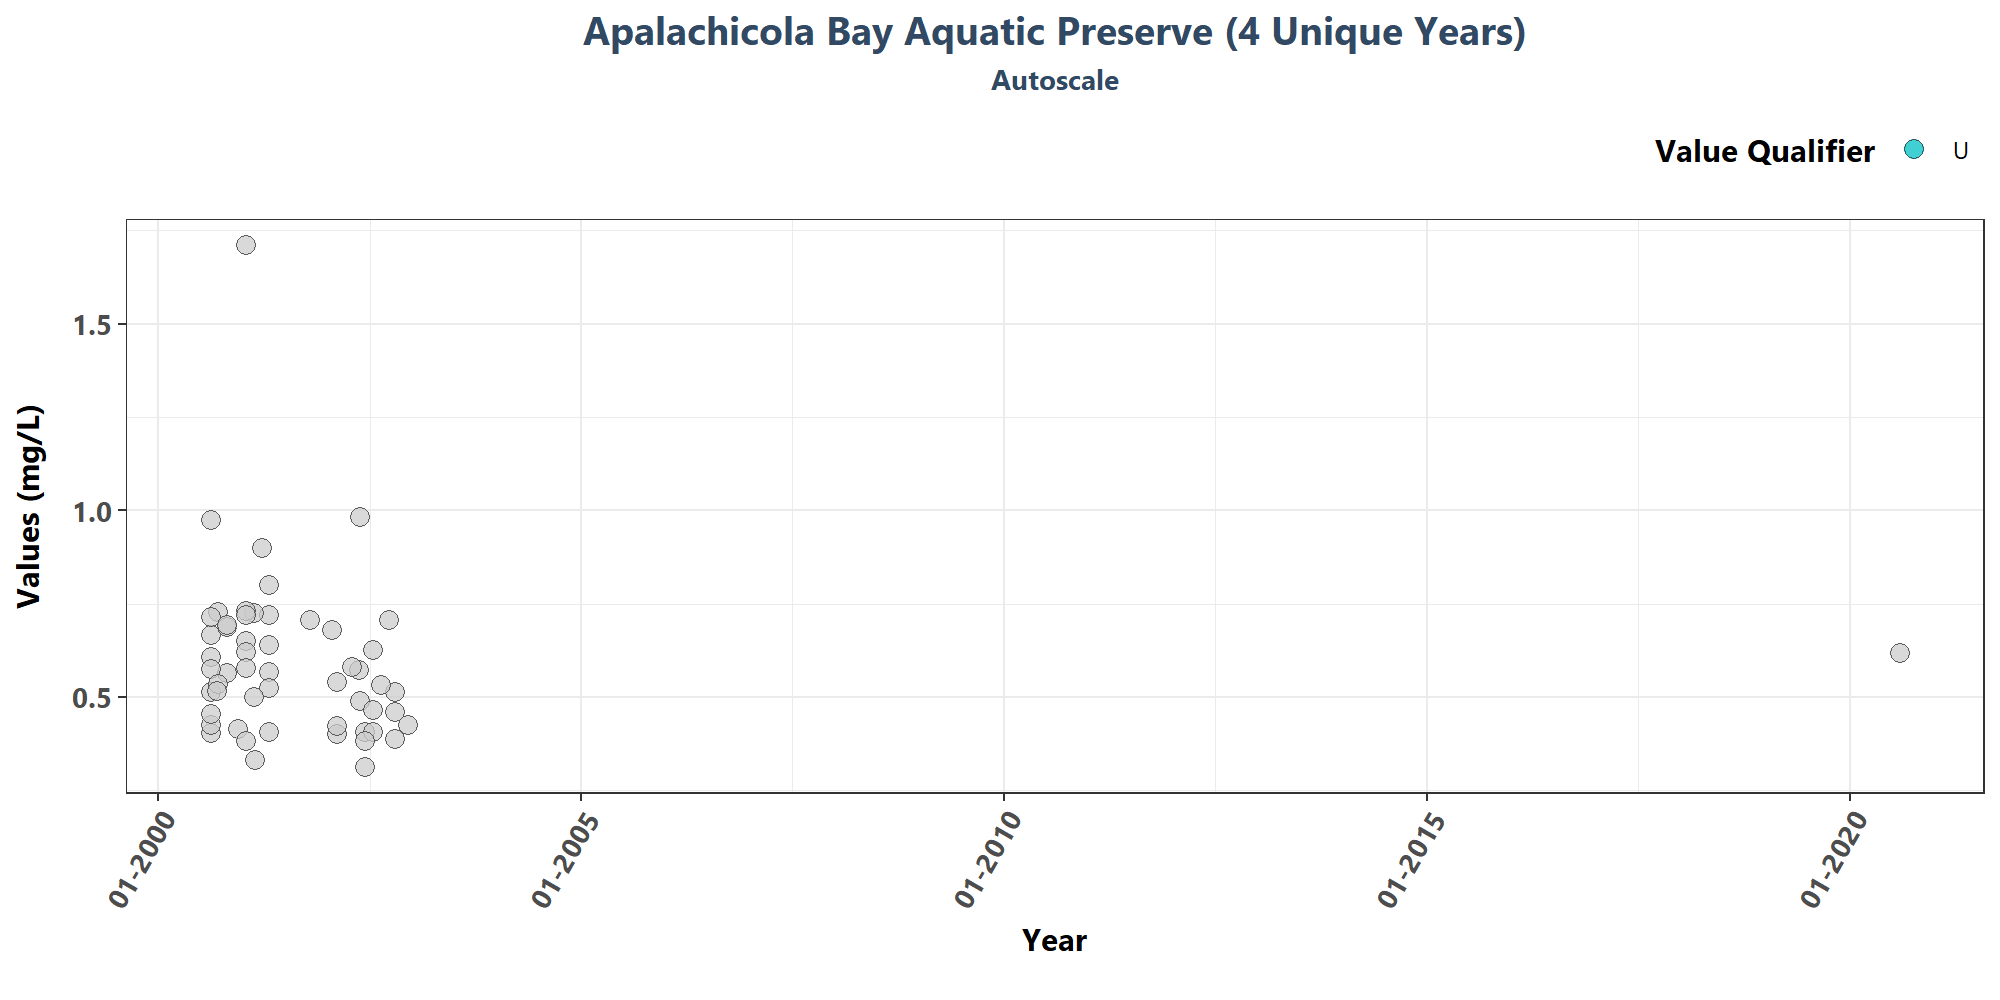 Apalachicola Bay Aquatic Preserve (4 Unique Years)
Autoscale
Value Qualifier U
Values (mg/L)
1.5
1.0
0.5
01-2000 01-2005 01-2010 01-2015 01-2020
Year